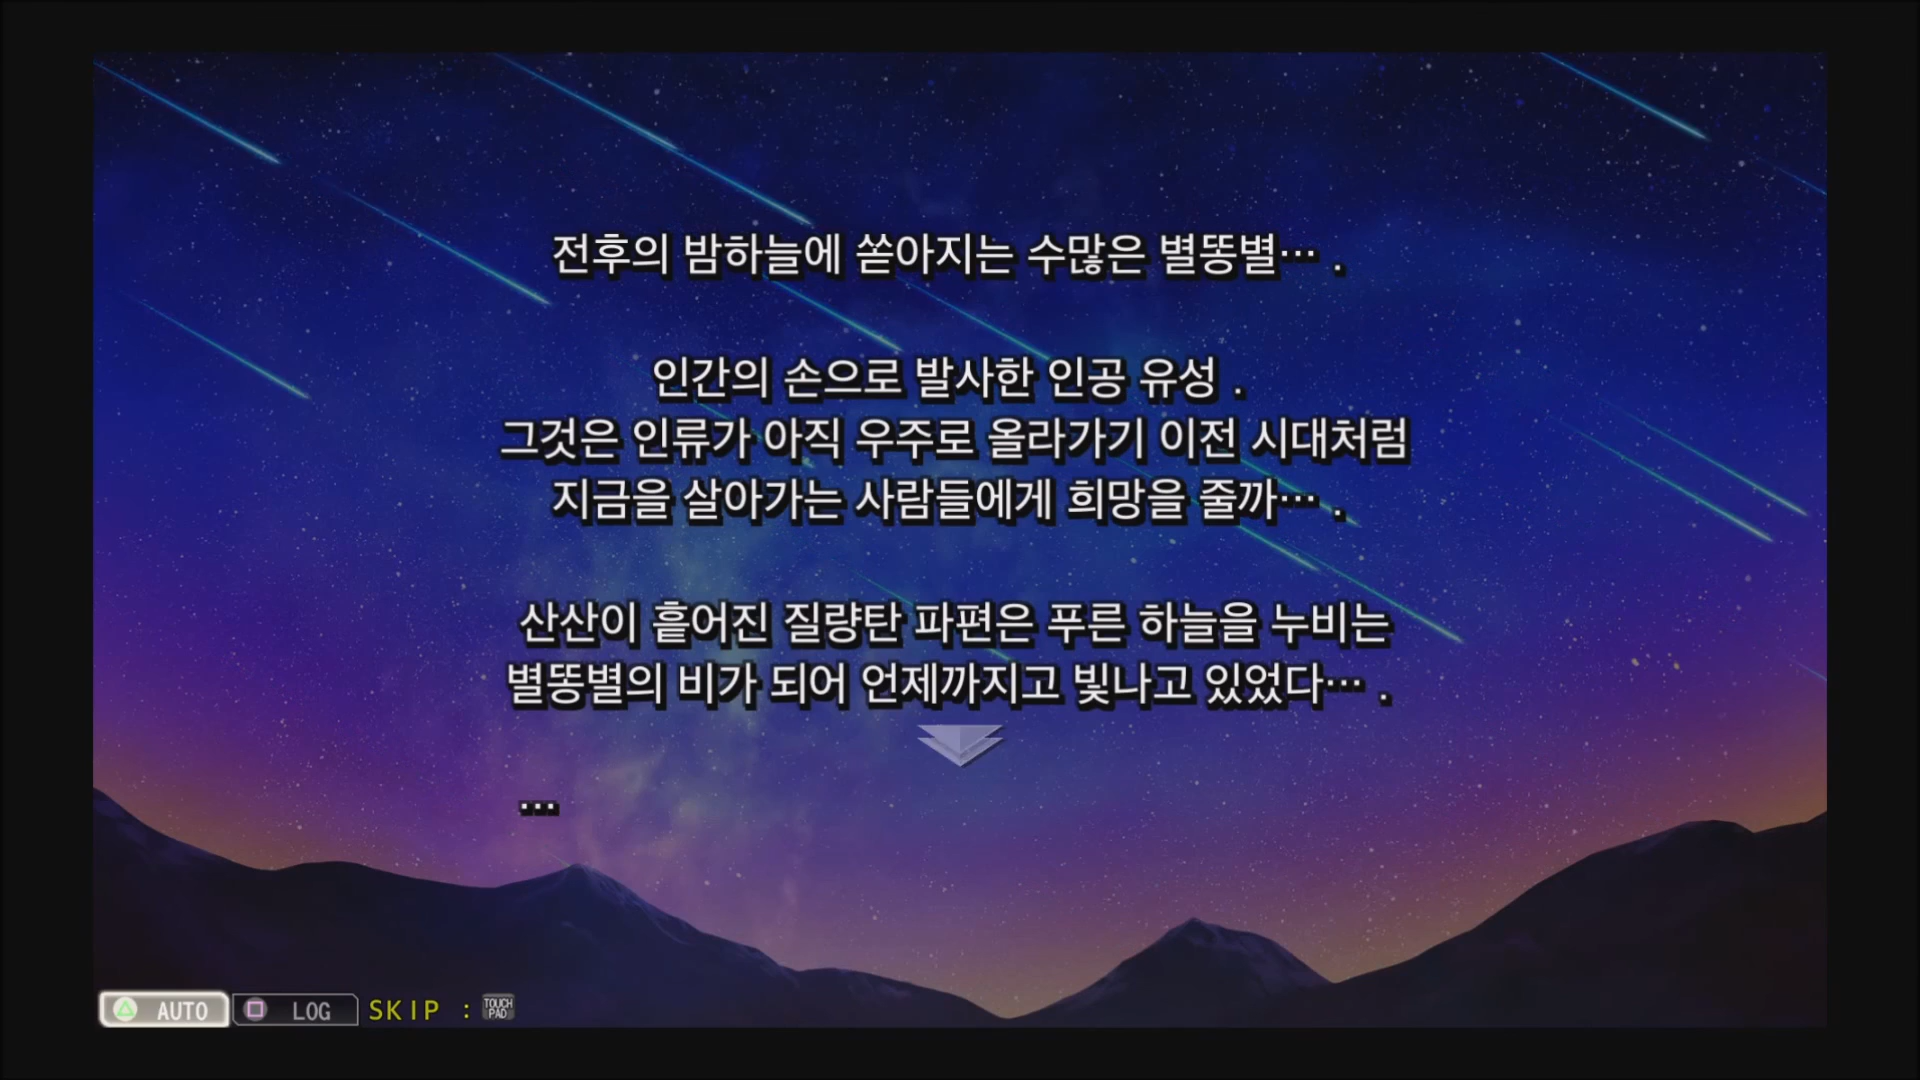 전후의 밤하늘에 쏟아지는 수많은 별똥별… .
인간의 손으로 발사한 인공 유성 .
그것은 인류가 아직 우주로 올라가기 이전 시대처럼
지금을 살아가는 사람들에게 희망을 줄까… .
산산이 흩어진 질량탄 파편은 푸른 하늘을 누비는
별똥별의 비가 되어 언제까지고 빛나고 있었다… .
…
AUTO LOG SKIP : TOUCH PAD